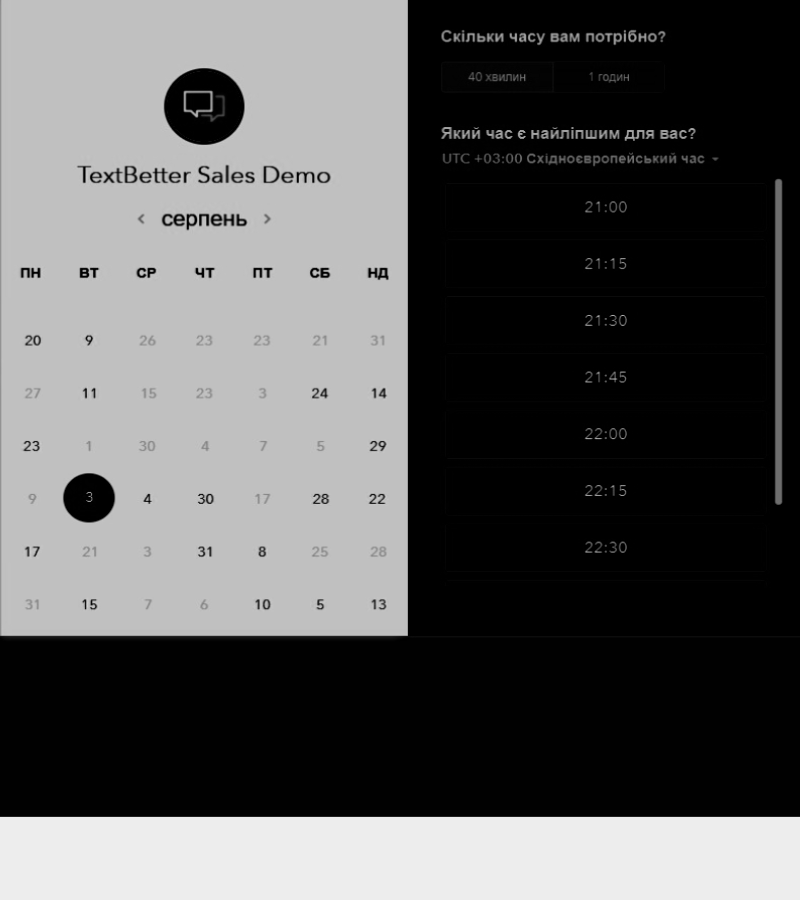 TextBetter Sales Demo
серпень
ПН ВТ СР ЧТ ПТ СБ НД
20 9 26 23 23 21 31
27 11 15 23 3 24 14
23 1 30 4 7 5 29
9 3 4 30 17 28 22
17 21 3 31 8 25 28
31 15 7 6 10 5 13
Скільки часу вам потрібно?
40 хвилин 1 годин
Який час є найліпшим для вас?
UTC +03:00 Східноєвропейський час
21:00
21:15
21:30
21:45
22:00
22:15
22:30